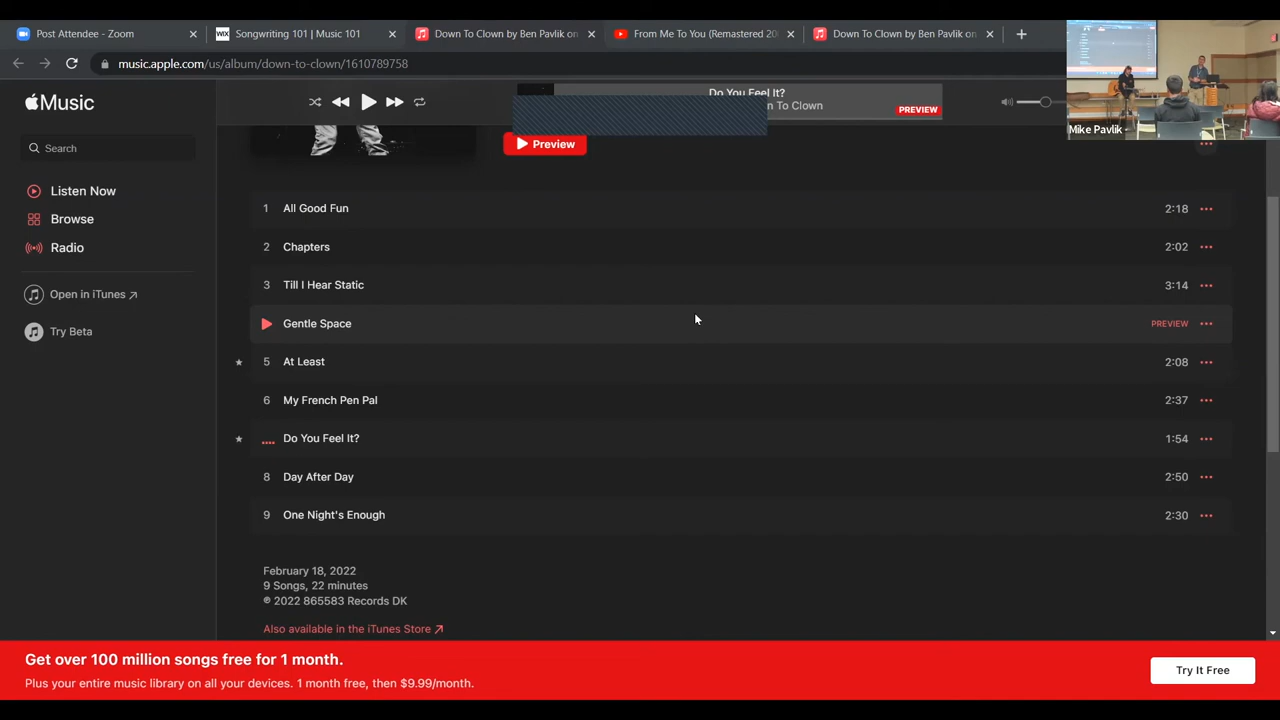 Post Attendee - Zoom
WIX Songwriting 101 | Music 101
Down To Clown by Ben Pavlik on
From Me To You (Remastered 20
Down To Clown by Ben Pavlik on
music.apple.com/us/album/down-to-clown/1610785758
Music
Do You Feel It?
n To Clown
PREVIEW
Mike Pavlik -
Search
Preview
Listen Now
Browse
Radio
Open in iTunes
Try Beta
1 All Good Fun 2:18
2 Chapters 2:02
3 Till I Hear Static 3:14
Gentle Space PREVIEW
5 At Least 2:08
6 My French Pen Pal 2:37
Do You Feel It? 1:54
8 Day After Day 2:50
9 One Night's Enough 2:30
February 18, 2022
9 Songs, 22 minutes
℗ 2022 865583 Records DK
Also available in the iTunes Store
Get over 100 million songs free for 1 month.
Plus your entire music library on all your devices. 1 month free, then $9.99/month.
Try It Free